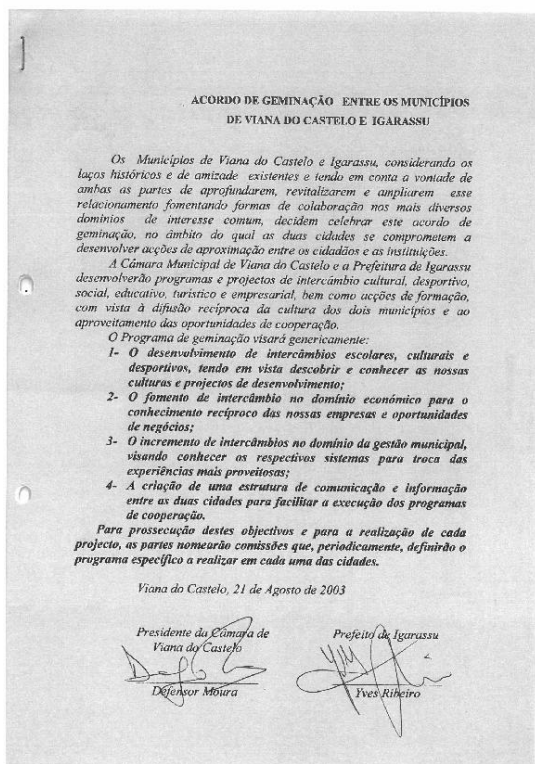 ACORDO DE GEMINAÇÃO ENTRE OS MUNICÍPIOS
DE VIANA DO CASTELO E IGARASSU
Os Municípios de Viana do Castelo e Igarassu, considerando os
laços históricos e de amizade existentes e tendo em conta a vontade de
ambas as partes de aprofundarem, revitalizarem e ampliarem esse
relacionamento fomentando formas de colaboração nos mais diversos
domínios de interesse comum, decidem celebrar este acordo de
geminação, no âmbito do qual as duas cidades se comprometem a
desenvolver acções de aproximação entre os cidadãos e as instituições.
A Câmara Municipal de Viana do Castelo e a Prefeitura de Igarassu
desenvolverão programas e projectos de intercâmbio cultural, desportivo,
social, educativo, turístico e empresarial, bem como acções de formação,
com vista à difusão recíproca da cultura dos dois municípios e ao
aproveitamento das oportunidades de cooperação.
O Programa de geminação visará genericamente:
1- O desenvolvimento de intercâmbios escolares, culturais e
desportivos, tendo em vista descobrir e conhecer as nossas
culturas e projectos de desenvolvimento;
2- O fomento de intercâmbio no domínio económico para o
conhecimento recíproco das nossas empresas e oportunidades
de negócios;
3- O incremento de intercâmbios no domínio da gestão municipal,
visando conhecer os respectivos sistemas para troca das
experiências mais proveitosas;
4- A criação de uma estrutura de comunicação e informação
entre as duas cidades para facilitar a execução dos programas
de cooperação.
Para prossecução destes objectivos e para a realização de cada
projecto, as partes nomearão comissões que, periodicamente, definirão o
programa específico a realizar em cada uma das cidades.
Viana do Castelo, 21 de Agosto de 2003
Presidente da Câmara de Prefeito de Igarassu
Viana do Castelo
Defensor Moura Yves Ribeiro